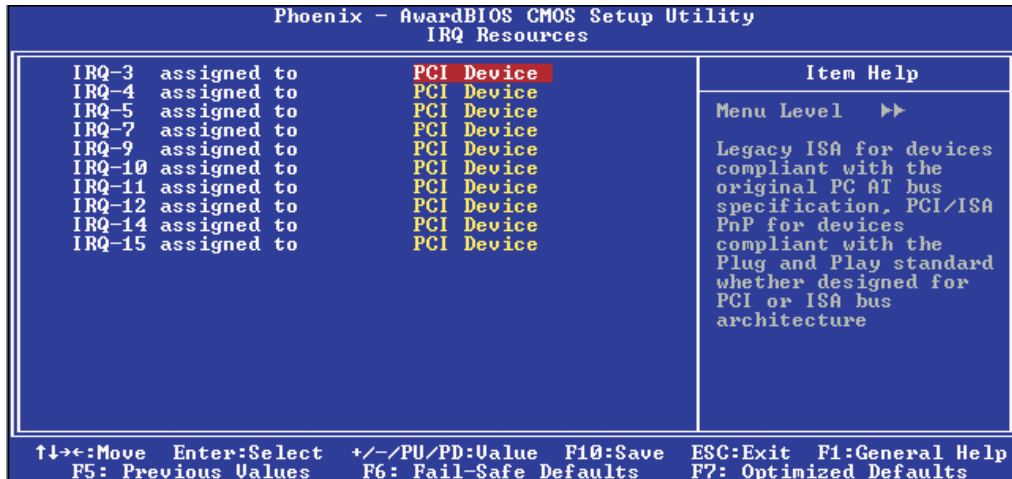 Phoenix - AwardBIOS CMOS Setup Utility
IRQ Resources
IRQ-3 assigned to PCI Device
IRQ-4 assigned to PCI Device
IRQ-5 assigned to PCI Device
IRQ-7 assigned to PCI Device
IRQ-9 assigned to PCI Device
IRQ-10 assigned to PCI Device
IRQ-11 assigned to PCI Device
IRQ-12 assigned to PCI Device
IRQ-14 assigned to PCI Device
IRQ-15 assigned to PCI Device
Item Help
Menu Level ►►
Legacy ISA for devices
compliant with the
original PC AT bus
specification, PCI/ISA
PnP for devices
compliant with the
Plug and Play standard
whether designed for
PCI or ISA bus
architecture
↑↓→←:Move Enter:Select +/-/PU/PD:Value F10:Save ESC:Exit F1:General Help
F5: Previous Values F6: Fail-Safe Defaults F7: Optimized Defaults